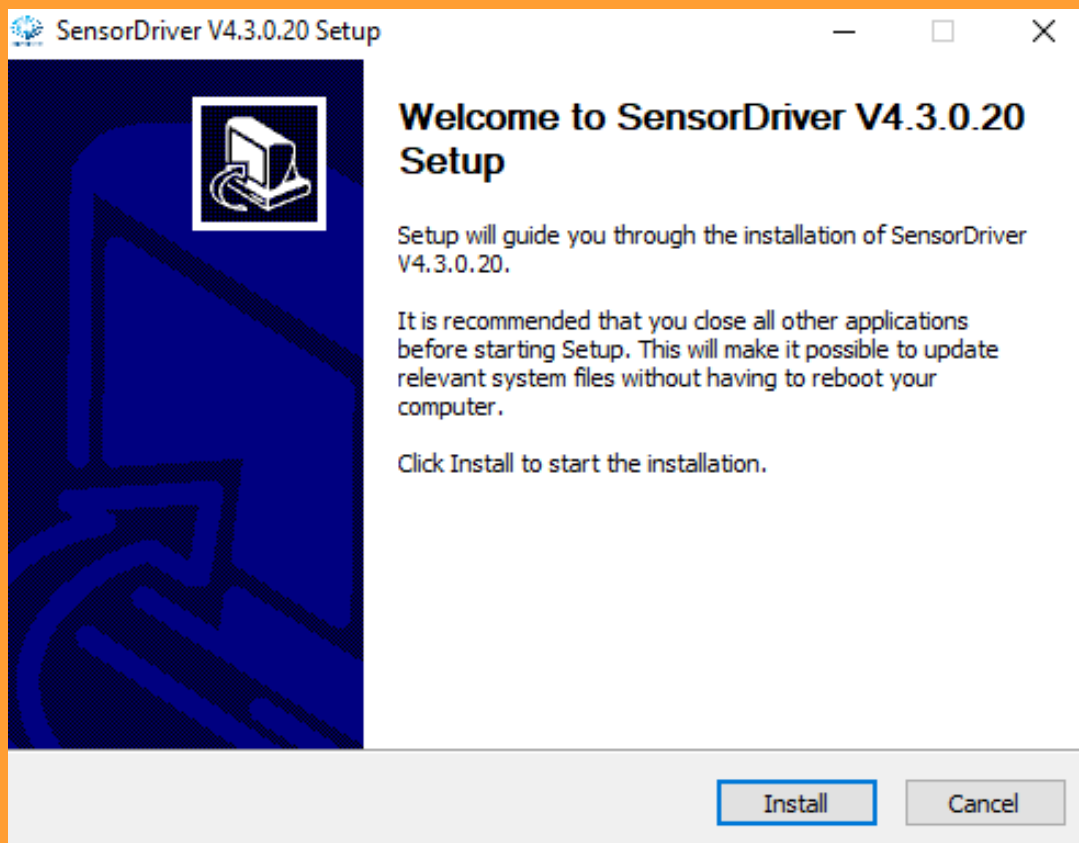 SensorDriver V4.3.0.20 Setup
Welcome to SensorDriver V4.3.0.20
Setup
Setup will guide you through the installation of SensorDriver
V4.3.0.20.
It is recommended that you close all other applications
before starting Setup. This will make it possible to update
relevant system files without having to reboot your
computer.
Click Install to start the installation.
Install
Cancel